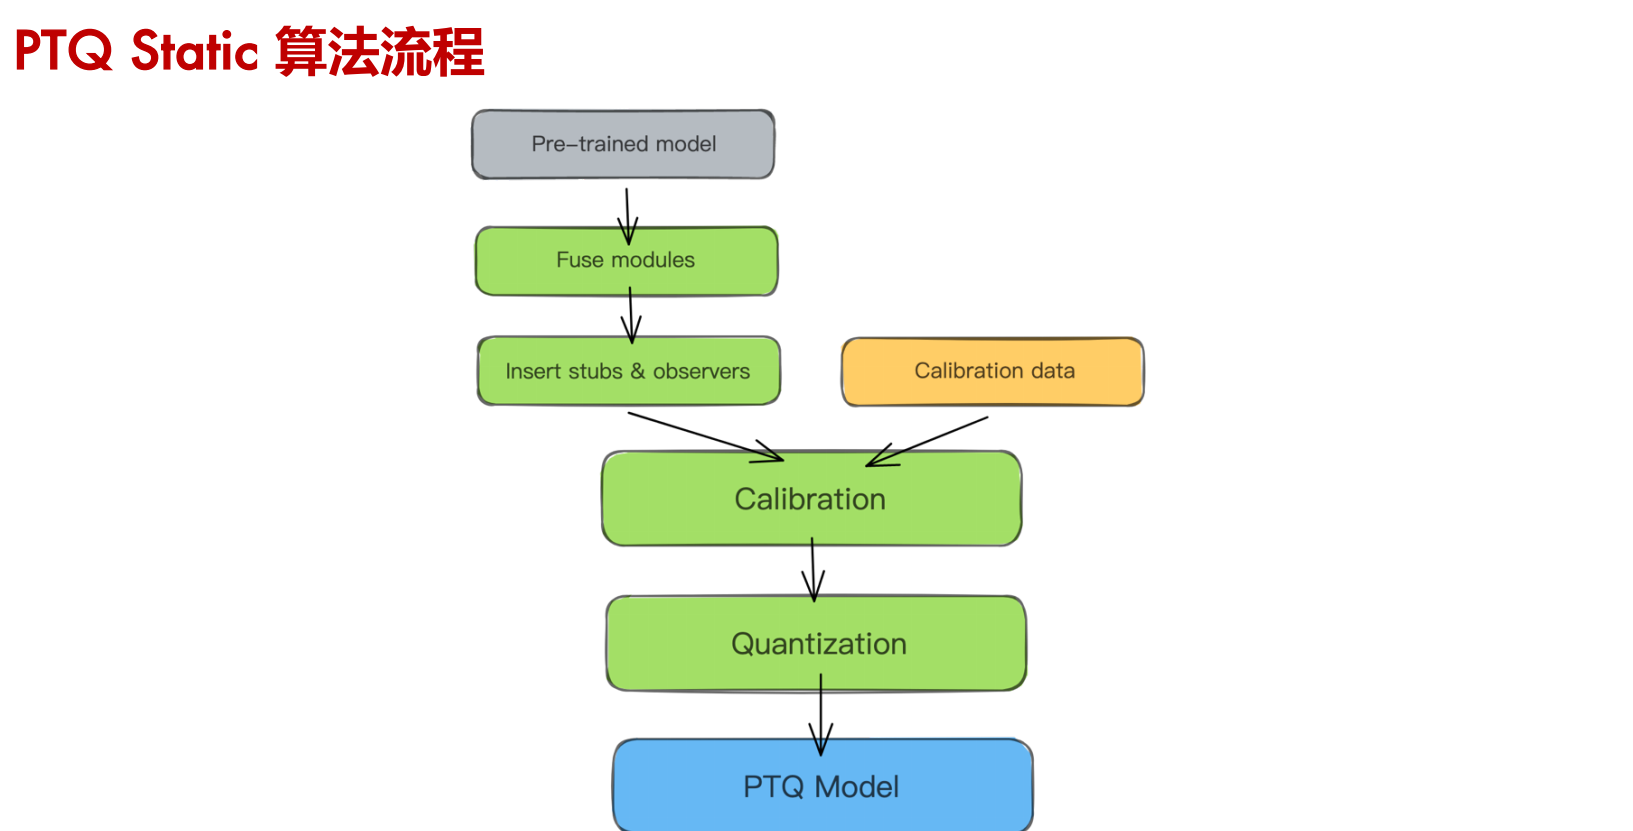 PTQ Static 算法流程
Pre-trained model
Fuse modules
Insert stubs & observers
Calibration data
Calibration
Quantization
PTQ Model